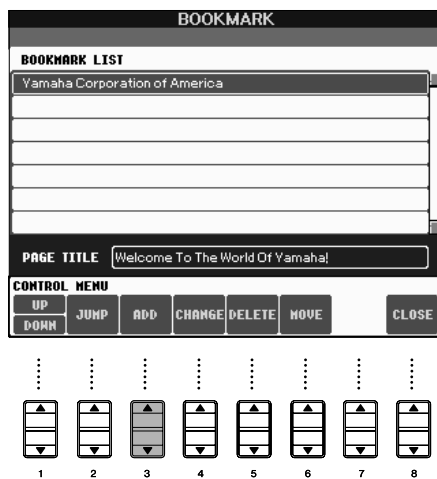 BOOKMARK
BOOKMARK LIST
Yamaha Corporation of America
PAGE TITLE Welcome To The World Of Yamaha!
CONTROL MENU
UP
DOWN
JUMP ADD CHANGE DELETE MOVE CLOSE
1 2 3 4 5 6 7 8